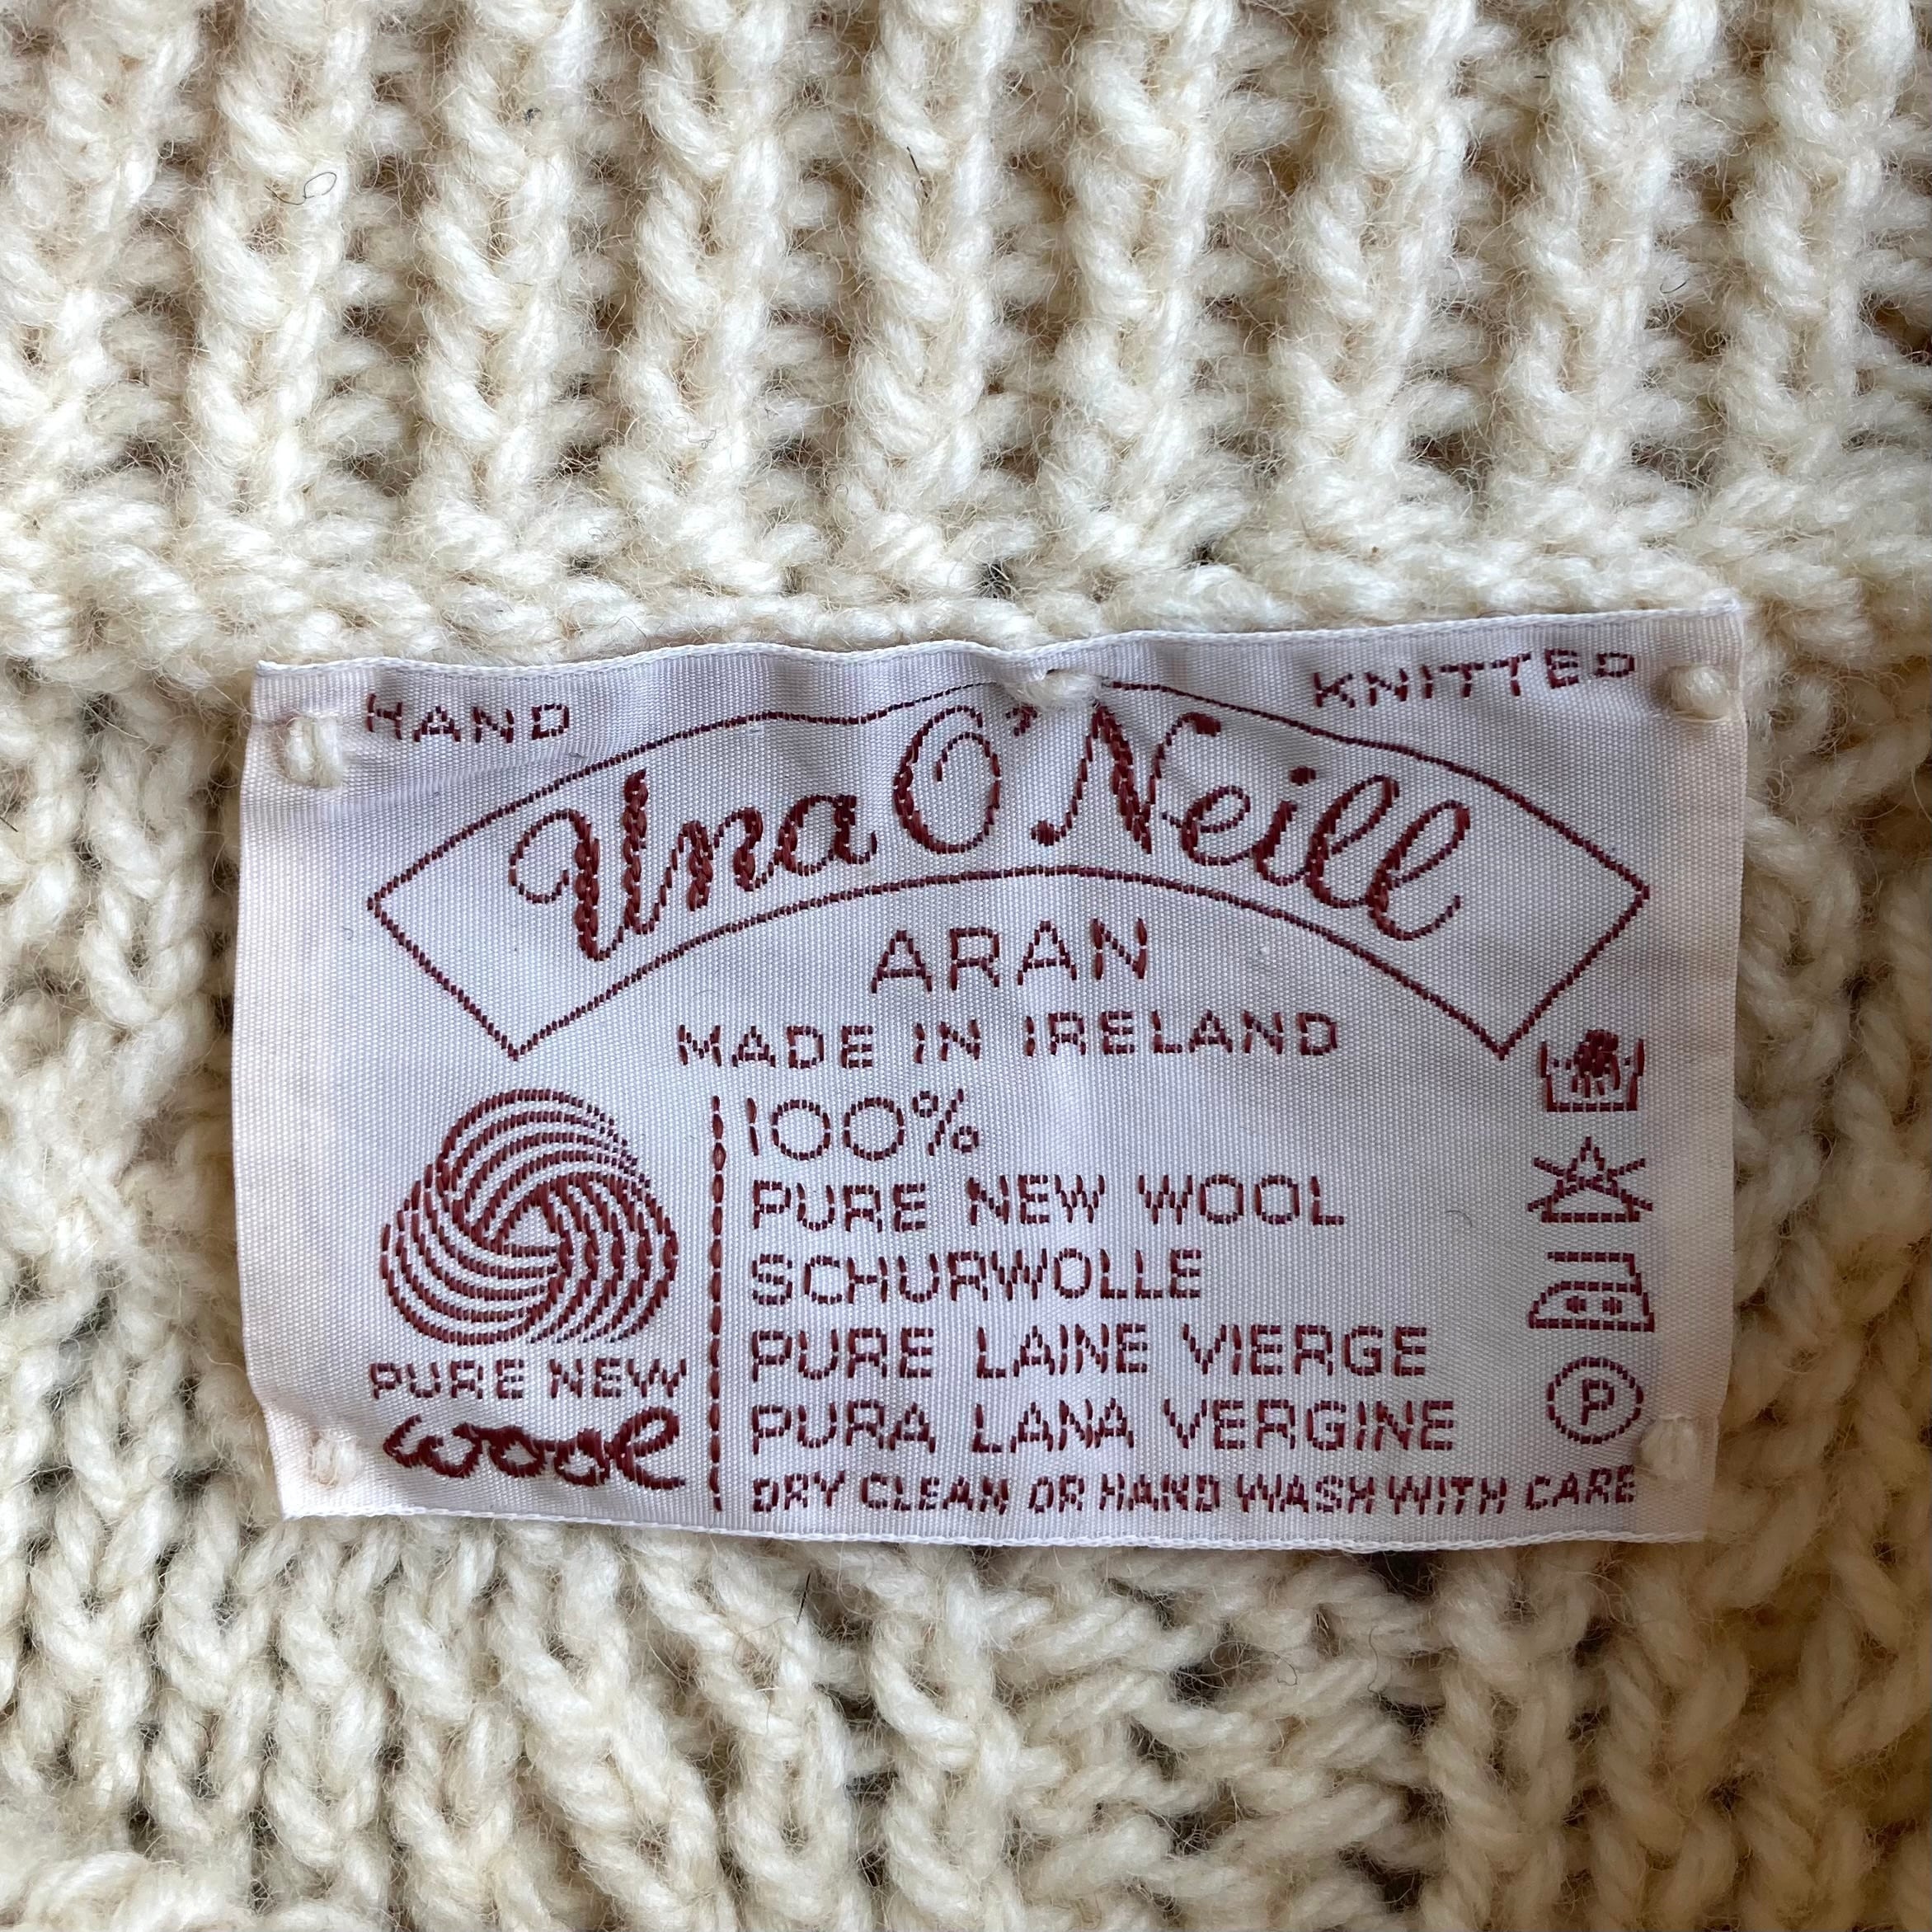 HAND KNITTED
Una O'Neill
ARAN
MADE IN IRELAND
100%
PURE NEW WOOL
SCHURWOLLE
PURE LAINE VIERGE
PURA LANA VERGINE
DRY CLEAN OR HAND WASH WITH CARE
PURE NEW
wool
P